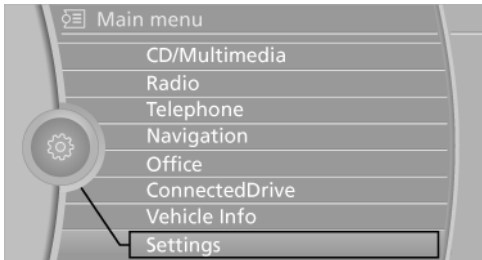 Main menu
CD/Multimedia
Radio
Telephone
Navigation
Office
ConnectedDrive
Vehicle Info
Settings